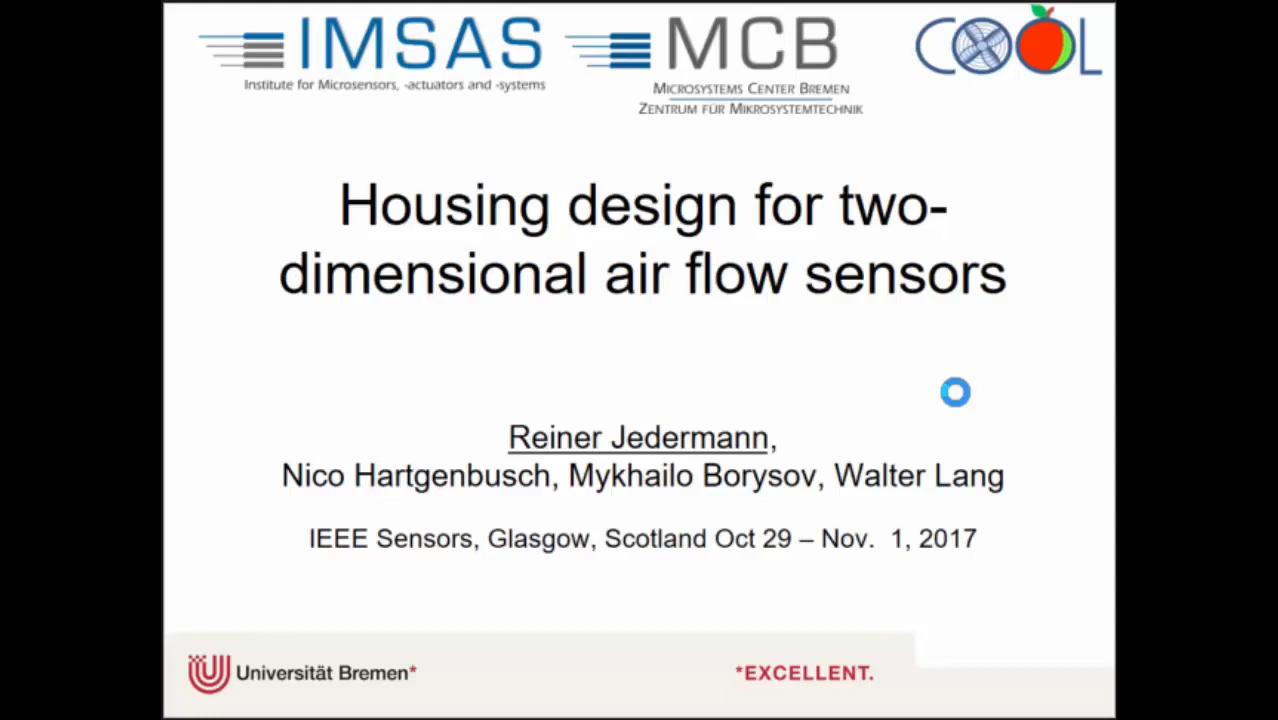 IMSAS
Institute for Microsensors, -actuators and -systems
MCB
MICROSYSTEMS CENTER BREMEN
ZENTRUM FÜR MIKROSYSTEMTECHNIK
COOL
Housing design for two-
dimensional air flow sensors
Reiner Jedermann,
Nico Hartgenbusch, Mykhailo Borysov, Walter Lang
IEEE Sensors, Glasgow, Scotland Oct 29 – Nov. 1, 2017
Universität Bremen*
*EXCELLENT.